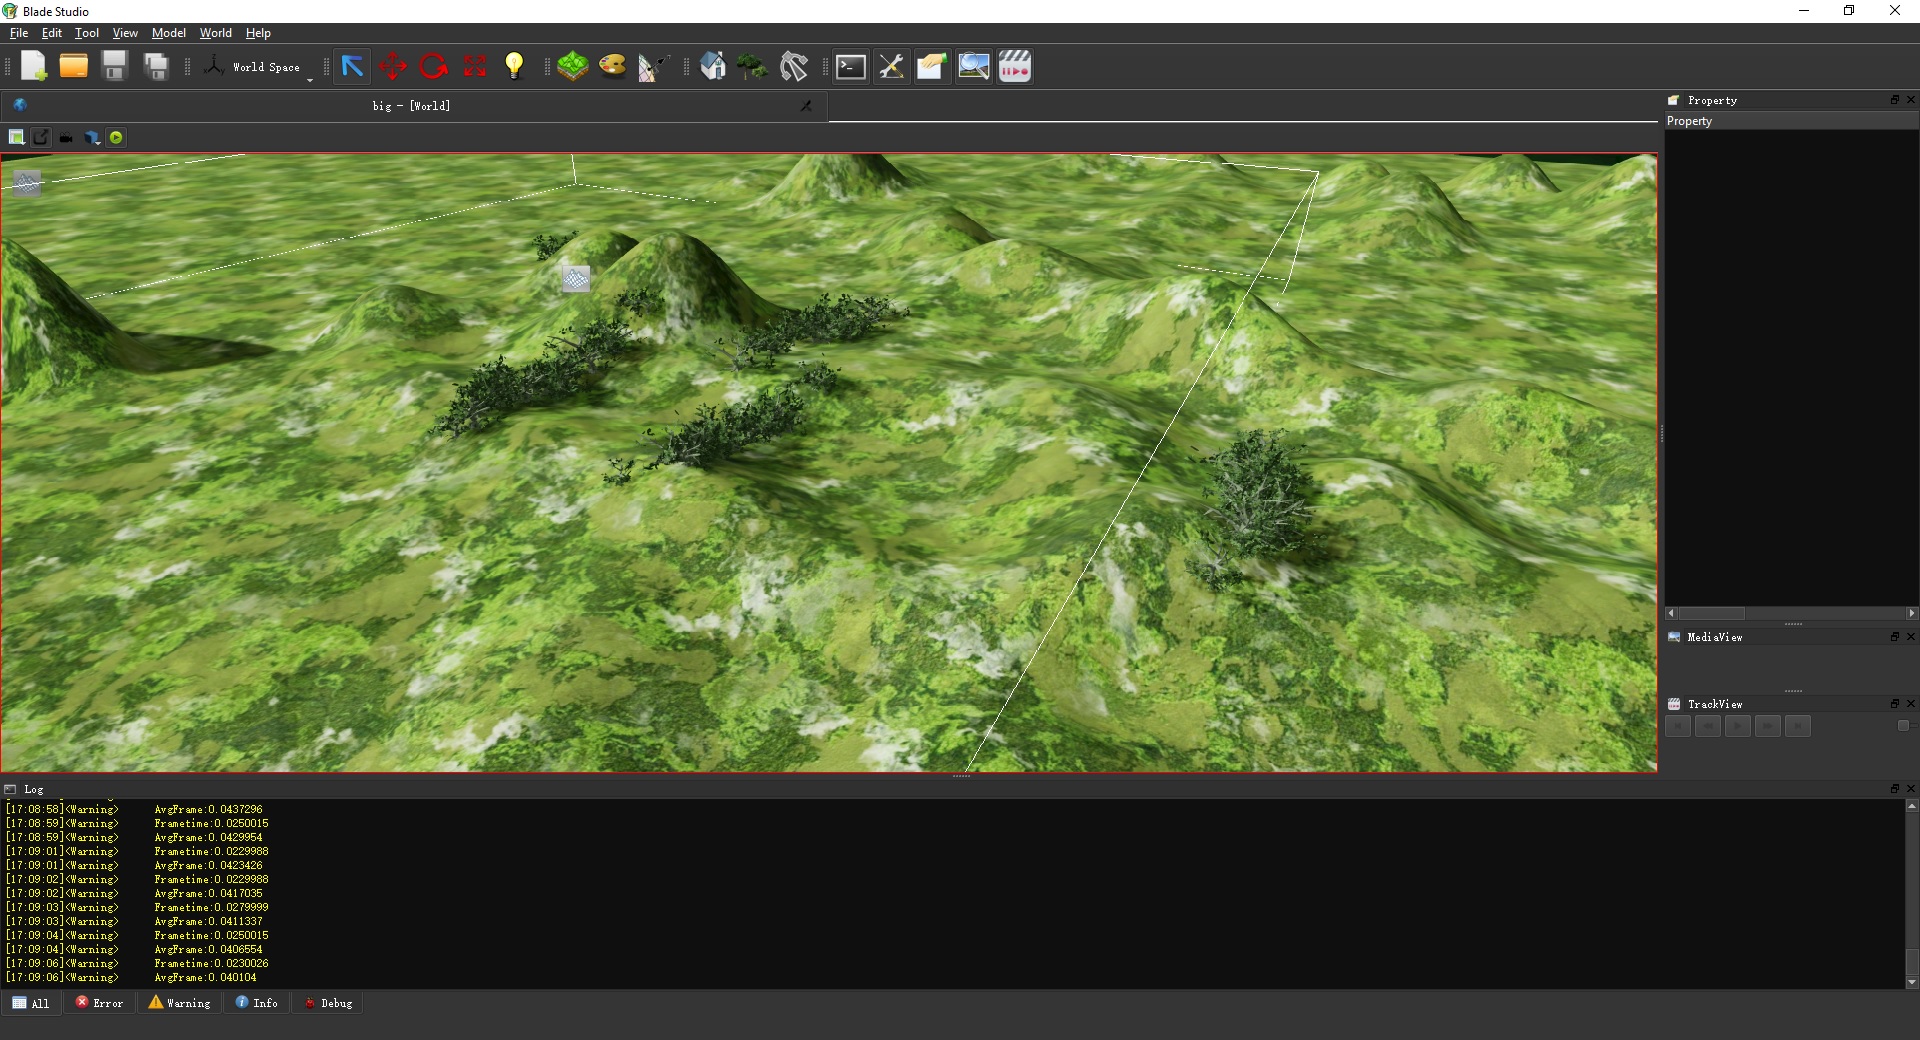 Blade Studio
File Edit Tool View Model World Help
World Space
big - [World]
Property
Property
MediaView
TrackView
Log
[17:08:58]<Warning> AvgFrame:0.0437296
[17:08:59]<Warning> Frametime:0.0250015
[17:08:59]<Warning> AvgFrame:0.0429954
[17:09:01]<Warning> Frametime:0.0229988
[17:09:01]<Warning> AvgFrame:0.0423426
[17:09:02]<Warning> Frametime:0.0229988
[17:09:02]<Warning> AvgFrame:0.0417035
[17:09:03]<Warning> Frametime:0.0279999
[17:09:03]<Warning> AvgFrame:0.0411337
[17:09:04]<Warning> Frametime:0.0250015
[17:09:04]<Warning> AvgFrame:0.0406554
[17:09:06]<Warning> Frametime:0.0230026
[17:09:06]<Warning> AvgFrame:0.040104
All Error Warning Info Debug